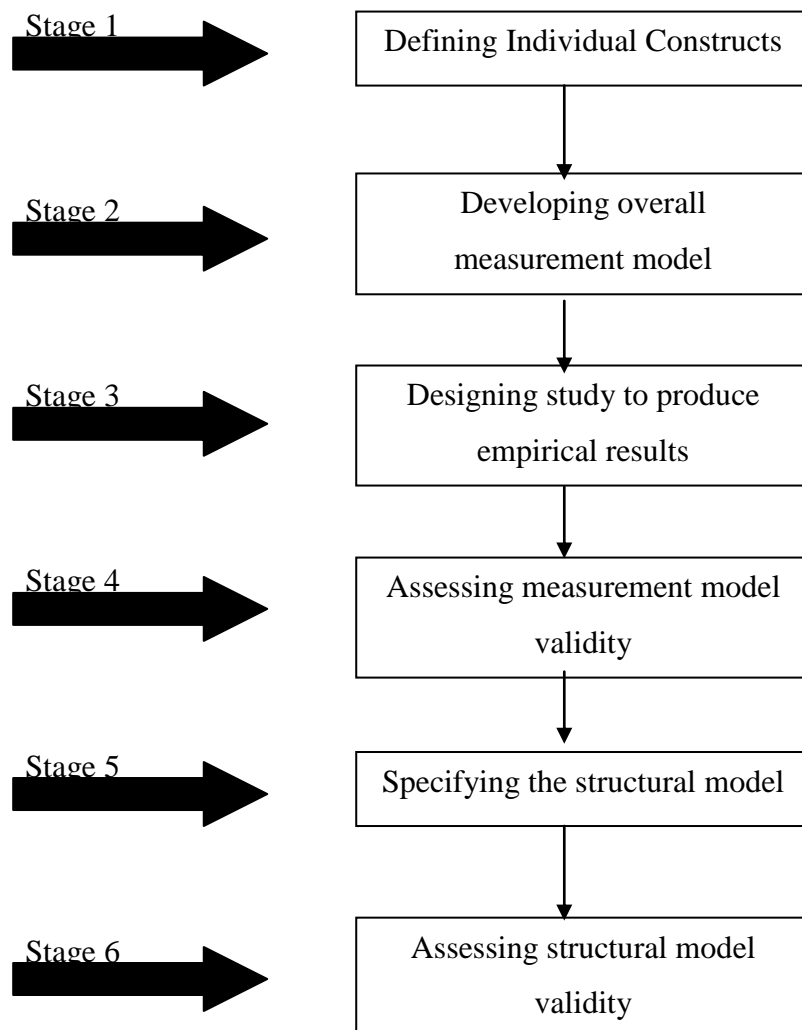 Stage 1
Defining Individual Constructs
Stage 2
Developing overall
measurement model
Stage 3
Designing study to produce
empirical results
Stage 4
Assessing measurement model
validity
Stage 5
Specifying the structural model
Stage 6
Assessing structural model
validity